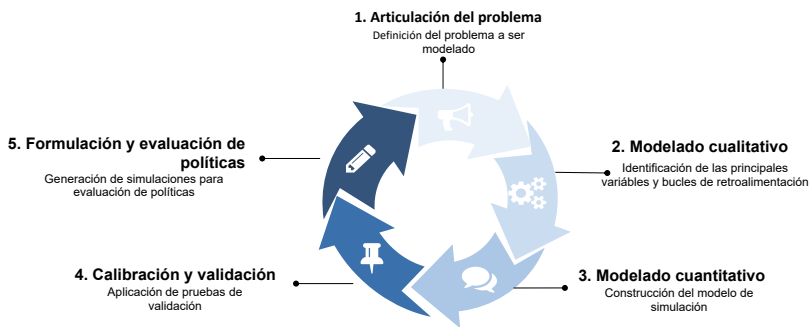 1. Articulación del problema
Definición del problema a ser
modelado
2. Modelado cualitativo
Identificación de las principales
variábles y bucles de retroalimentación
3. Modelado cuantitativo
Construcción del modelo de
simulación
4. Calibración y validación
Aplicación de pruebas de
validación
5. Formulación y evaluación de
políticas
Generación de simulaciones para
evaluación de políticas